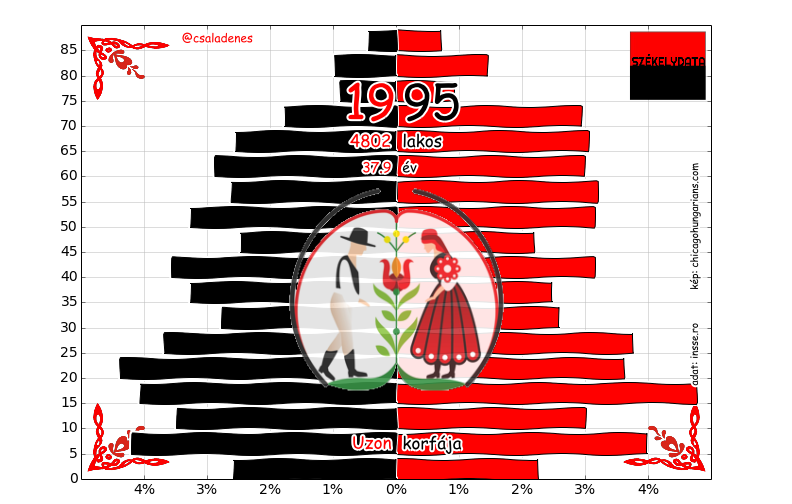 @csaladenes
SZÉKELYDATA
1995
4802 lakos
37.9 év
kép: chicagohungarians.com
adat: insse.ro
Uzon korfája
85
80
75
70
65
60
55
50
45
40
35
30
25
20
15
10
5
0
4% 3% 2% 1% 0% 1% 2% 3% 4%